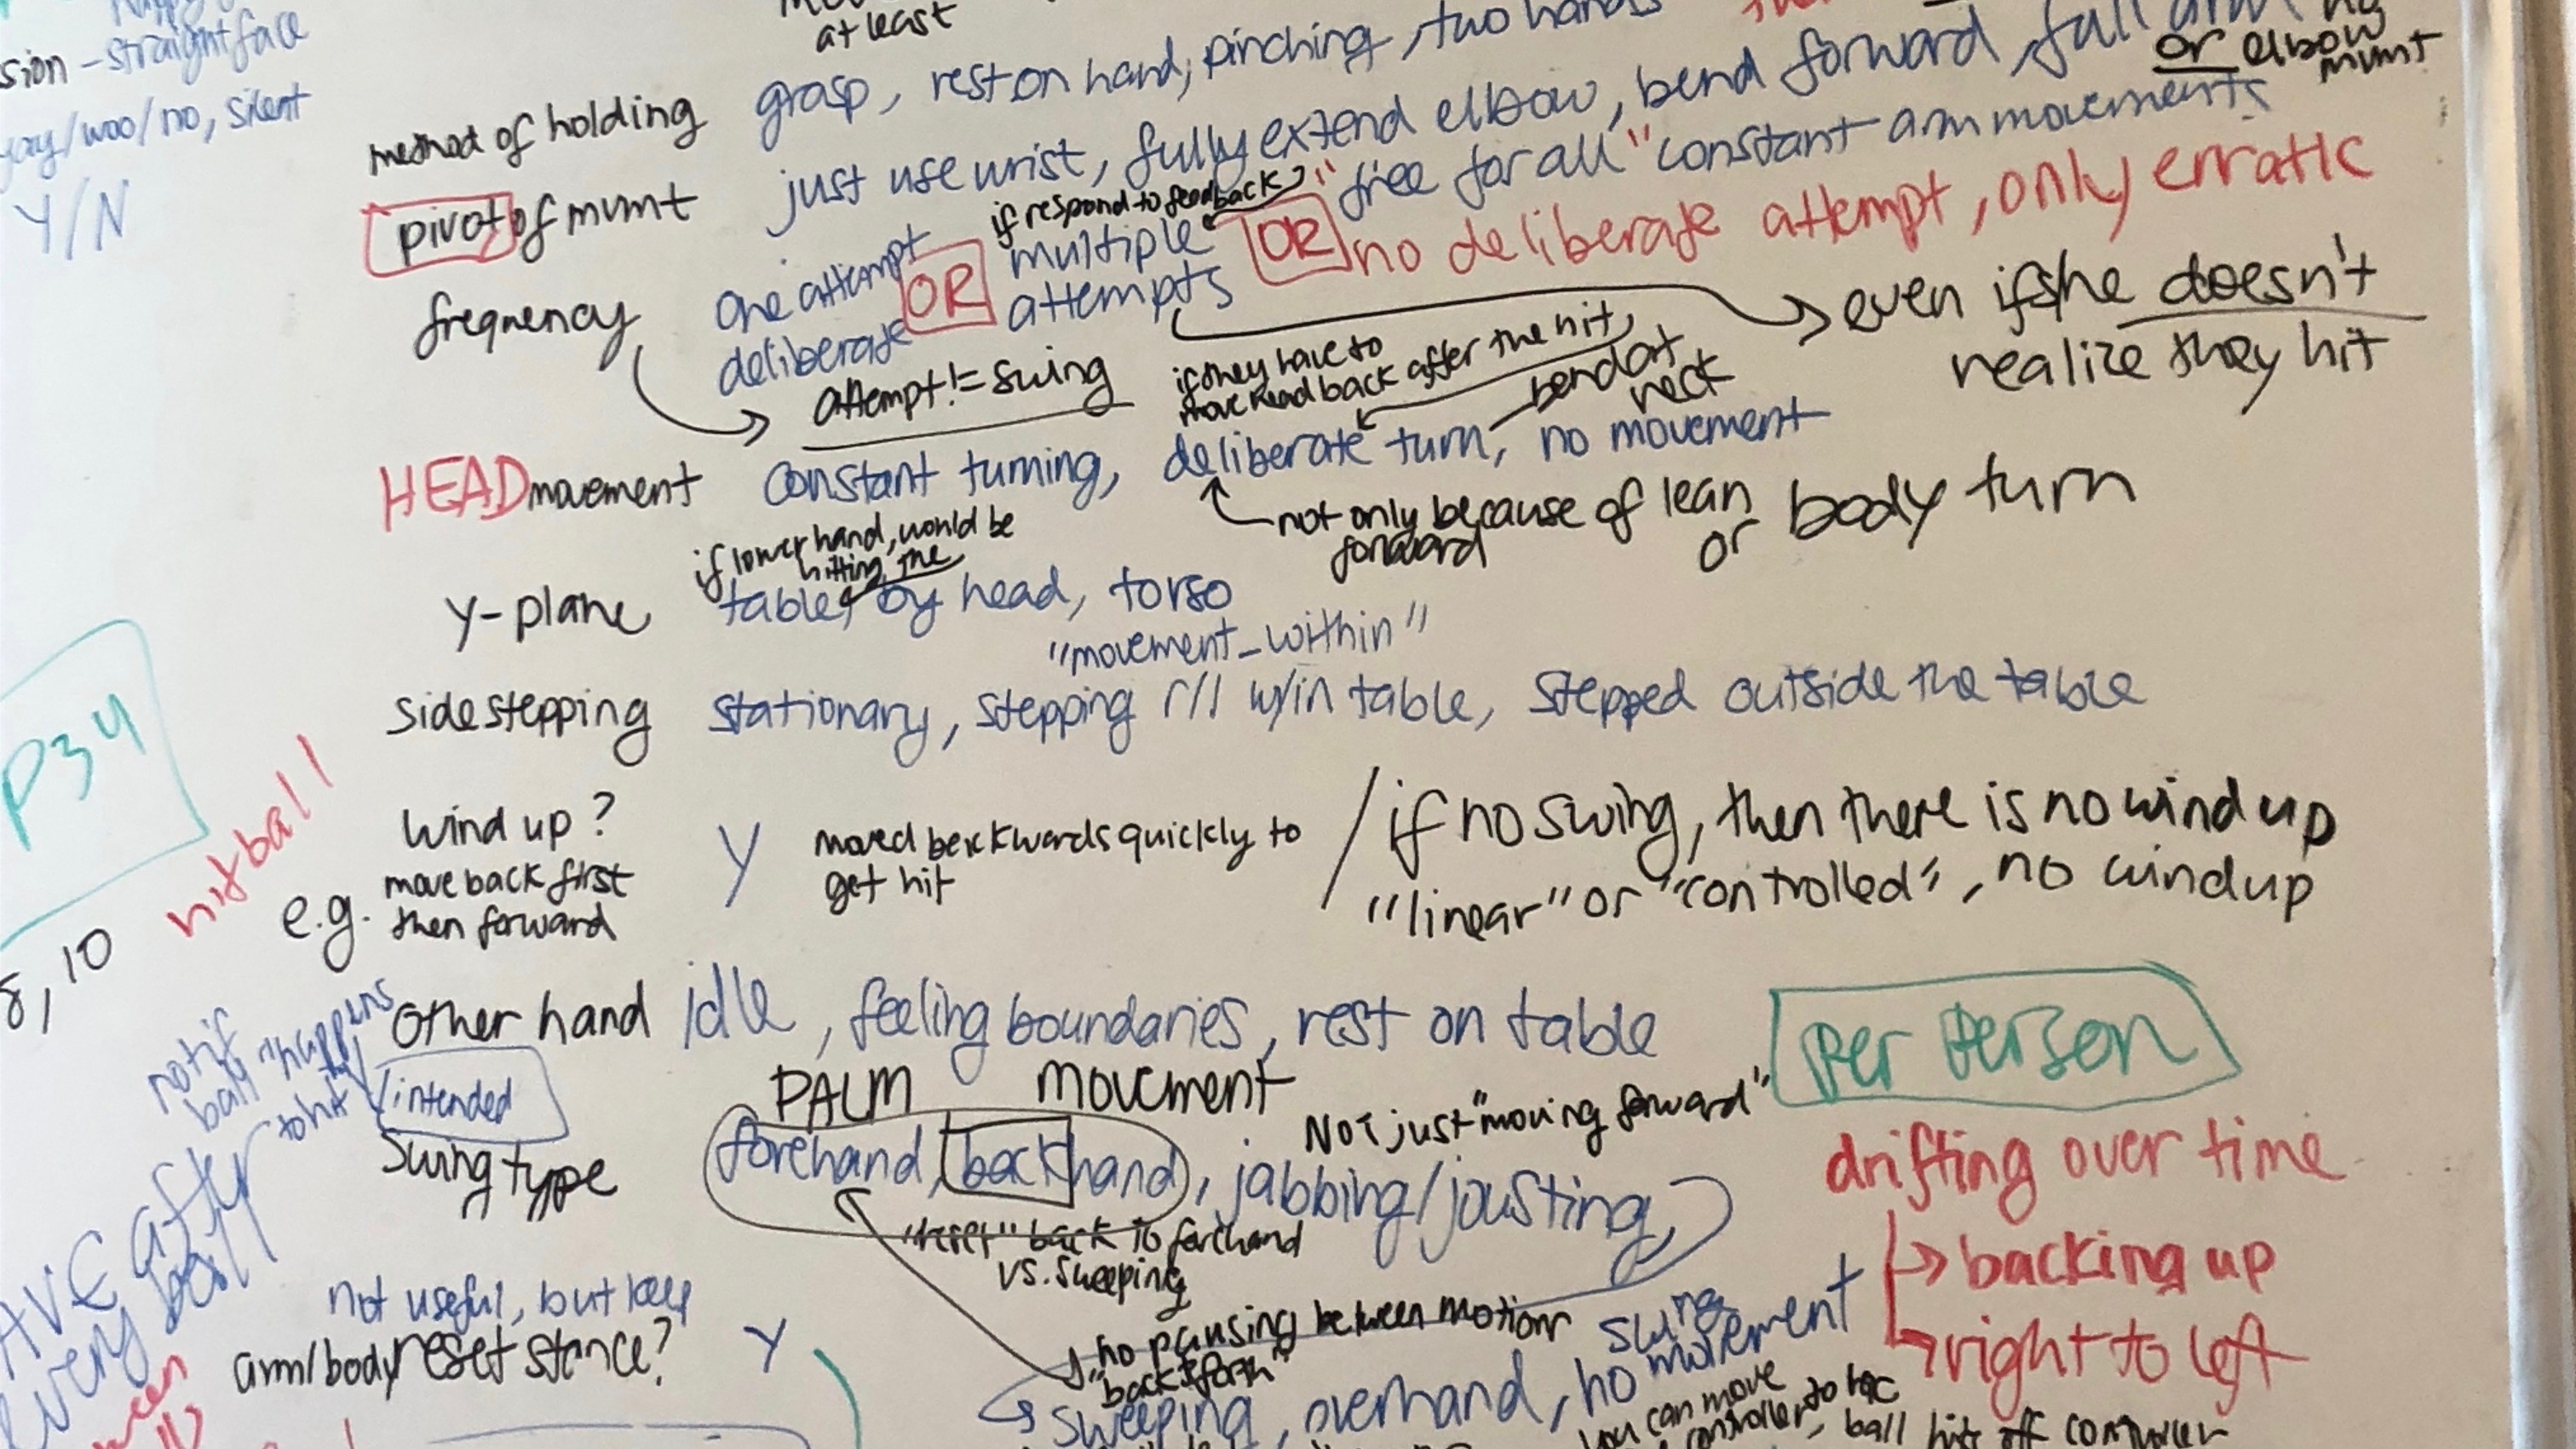 sion - straight face
yay/woo/no, silent
Y/N
at least
method of holding grasp, rest on hand, pinching, two hands
pivot of mvmt just use wrist, fully extend elbow, bend forward, full arm
or elbow
mvmt
"free for all" constant arm movements
frequency one attempt
deliberate
OR
if respond to feedback
multiple
attempts
OR
no deliberate attempt, only erratic
even if s/he doesn't
realize they hit
attempt != swing
if they have to
move head back after the hit
bend at
neck
HEAD movement constant turning, deliberate turn, no movement
not only because of lean
forward
or body turn
if lower hand, would be
hitting the
y-plane table, by head, torso
"movement_within"
sidestepping stationary, stepping r/l w/in table, stepped outside the table
P34
hit ball
8, 10
wind up?
e.g. move back first
then forward
Y
moved backwards quickly to
get hit
/ if no swing, then there is no wind up
"linear" or "controlled", no windup
other hand idle, feeling boundaries, rest on table
per person
not if
ball "happens
to hit"
/intended
swing type
PALM movement
forehand, backhand, jabbing/jousting
Not just "moving forward"
"reset" back to forehand
vs. sweeping
drifting over time
→ backing up
→ right to left
after
every ball
not useful, but keep
arm/body reset stance? Y
no pausing between motion
"back & forth"
sweeping, overhand, no swing
movement
you can move
controller to
ball hits off controller